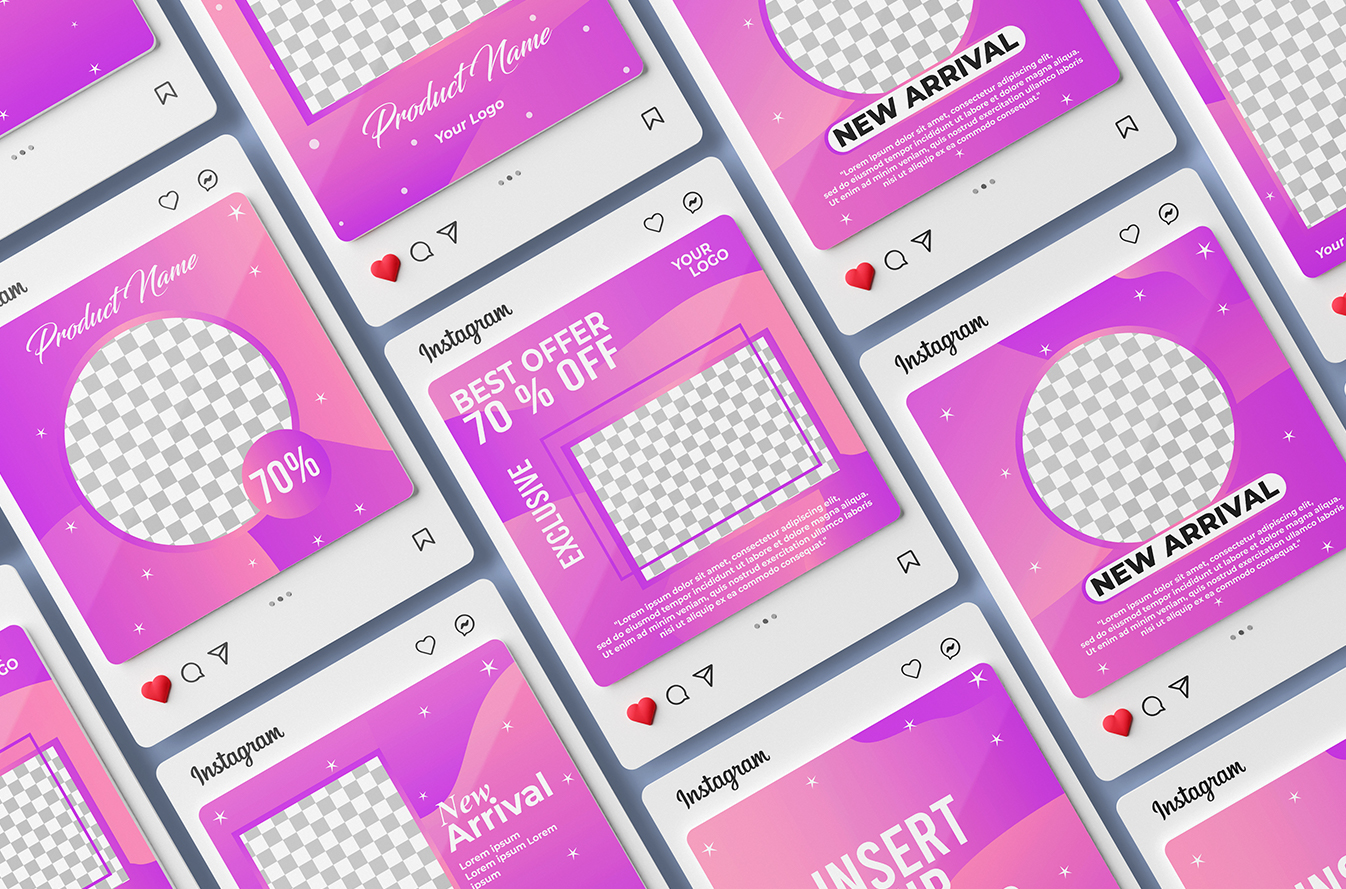 Product Name
Your Logo
NEW ARRIVAL
"Lorem ipsum dolor sit amet, consectetur adipiscing elit,
sed do eiusmod tempor incididunt ut labore et dolore magna aliqua.
Ut enim ad minim veniam, quis nostrud exercitation ullamco laboris
nisi ut aliquip ex ea commodo consequat."
Your
Product Name
70%
Instagram
YOUR
LOGO
BEST OFFER
70 % OFF
EXCLUSIVE
"Lorem ipsum dolor sit amet, consectetur adipiscing elit,
sed do eiusmod tempor incididunt ut labore et dolore magna aliqua.
Ut enim ad minim veniam, quis nostrud exercitation ullamco laboris
nisi ut aliquip ex ea commodo consequat."
Instagram
NEW ARRIVAL
"Lorem ipsum dolor sit amet, consectetur adipiscing elit,
sed do eiusmod tempor incididunt ut labore et dolore magna aliqua.
Ut enim ad minim veniam, quis nostrud exercitation ullamco laboris
nisi ut aliquip ex ea commodo consequat."
Instagram
New
Arrival
Lorem ipsum
Lorem ipsum Lorem
ipsum
Instagram
INSERT
Instagram